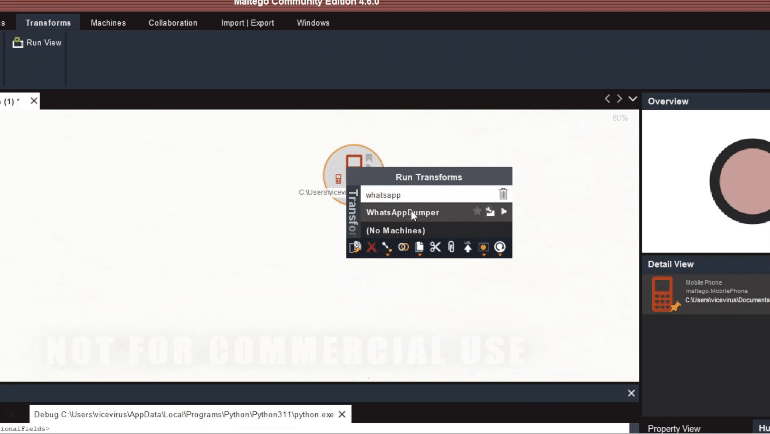 Maltego Community Edition 4.6.0
s Transforms Machines Collaboration Import | Export Windows
Run View
(1) *
Overview
80%
Run Transforms
C:\Users\vicev
Transfor
whatsapp
WhatsAppDumper
(No Machines)
Detail View
Mobile Phone
maltego.MobilePhone
C:\Users\vicevirus\Documents
NOT FOR COMMERCIAL USE
Debug C:\Users\vicevirus\AppData\Local\Programs\Python\Python311\python.exe
ionalFields>
Property View Hu